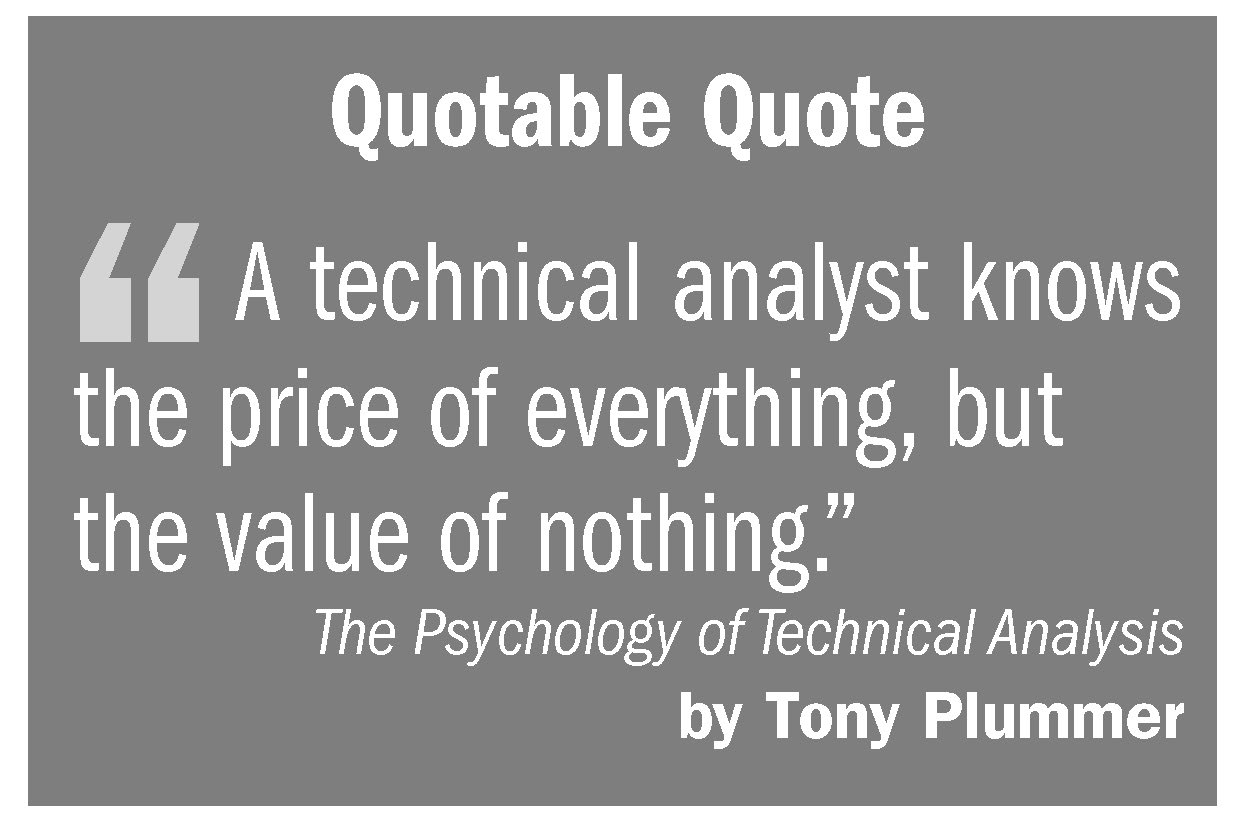 Quotable Quote
“A technical analyst knows
the price of everything, but
the value of nothing.”
The Psychology of Technical Analysis
by Tony Plummer